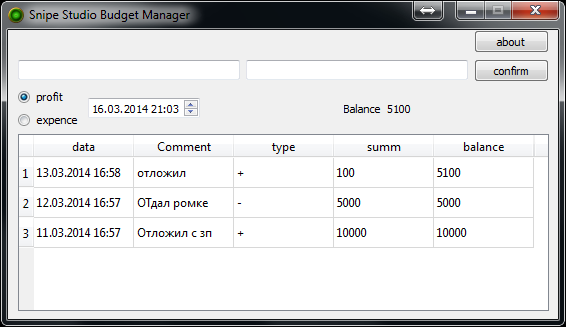 Snipe Studio Budget Manager
about
confirm
profit
expence
16.03.2014 21:03
Balance 5100
data Comment type summ balance
1 13.03.2014 16:58 отложил + 100 5100
2 12.03.2014 16:57 ОТдал ромке - 5000 5000
3 11.03.2014 16:57 Отложил с зп + 10000 10000